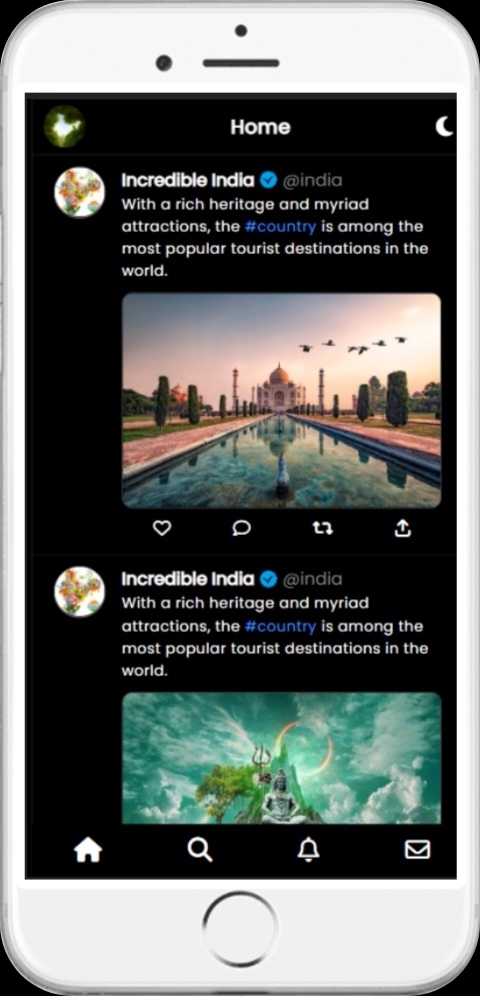 Home
Incredible India @india
With a rich heritage and myriad
attractions, the #country is among the
most popular tourist destinations in the
world.
Incredible India @india
With a rich heritage and myriad
attractions, the #country is among the
most popular tourist destinations in the
world.